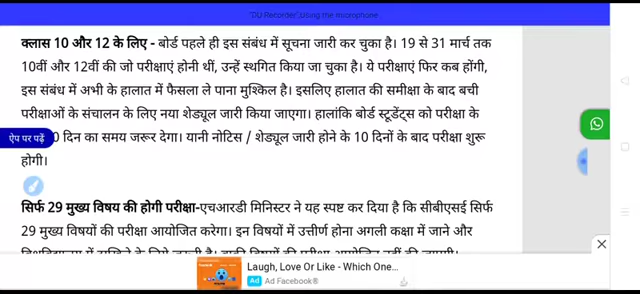 "DU Recorder",Using the microphone
क्लास 10 और 12 के लिए - बोर्ड पहले ही इस संबंध में सूचना जारी कर चुका है। 19 से 31 मार्च तक
10वीं और 12वीं की जो परीक्षाएं होनी थीं, उन्हें स्थगित किया जा चुका है। ये परीक्षाएं फिर कब होंगी,
इस संबंध में अभी के हालात में फैसला ले पाना मुश्किल है। इसलिए हालात की समीक्षा के बाद बची
परीक्षाओं के संचालन के लिए नया शेड्यूल जारी किया जाएगा। हालांकि बोर्ड स्टूडेंट्स को परीक्षा के
ऐप पर पढ़ें
0 दिन का समय जरूर देगा। यानी नोटिस / शेड्यूल जारी होने के 10 दिनों के बाद परीक्षा शुरू
होगी।
सिर्फ 29 मुख्य विषय की होगी परीक्षा-एचआरडी मिनिस्टर ने यह स्पष्ट कर दिया है कि सीबीएसई सिर्फ
29 मुख्य विषयों की परीक्षा आयोजित करेगा। इन विषयों में उत्तीर्ण होना अगली कक्षा में जाने और
Laugh, Love Or Like - Which One...
Ad Ad Facebook®